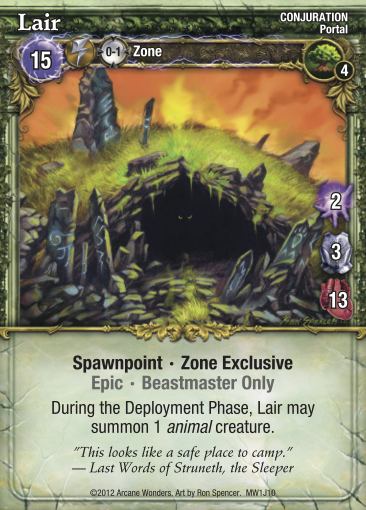 Lair
CONJURATION
Portal
15
0-1 Zone
4
2
3
13
Spawnpoint · Zone Exclusive
Epic · Beastmaster Only
During the Deployment Phase, Lair may
summon 1 animal creature.
"This looks like a safe place to camp."
— Last Words of Struneth, the Sleeper
©2012 Arcane Wonders. Art by Ron Spencer. MW1J10